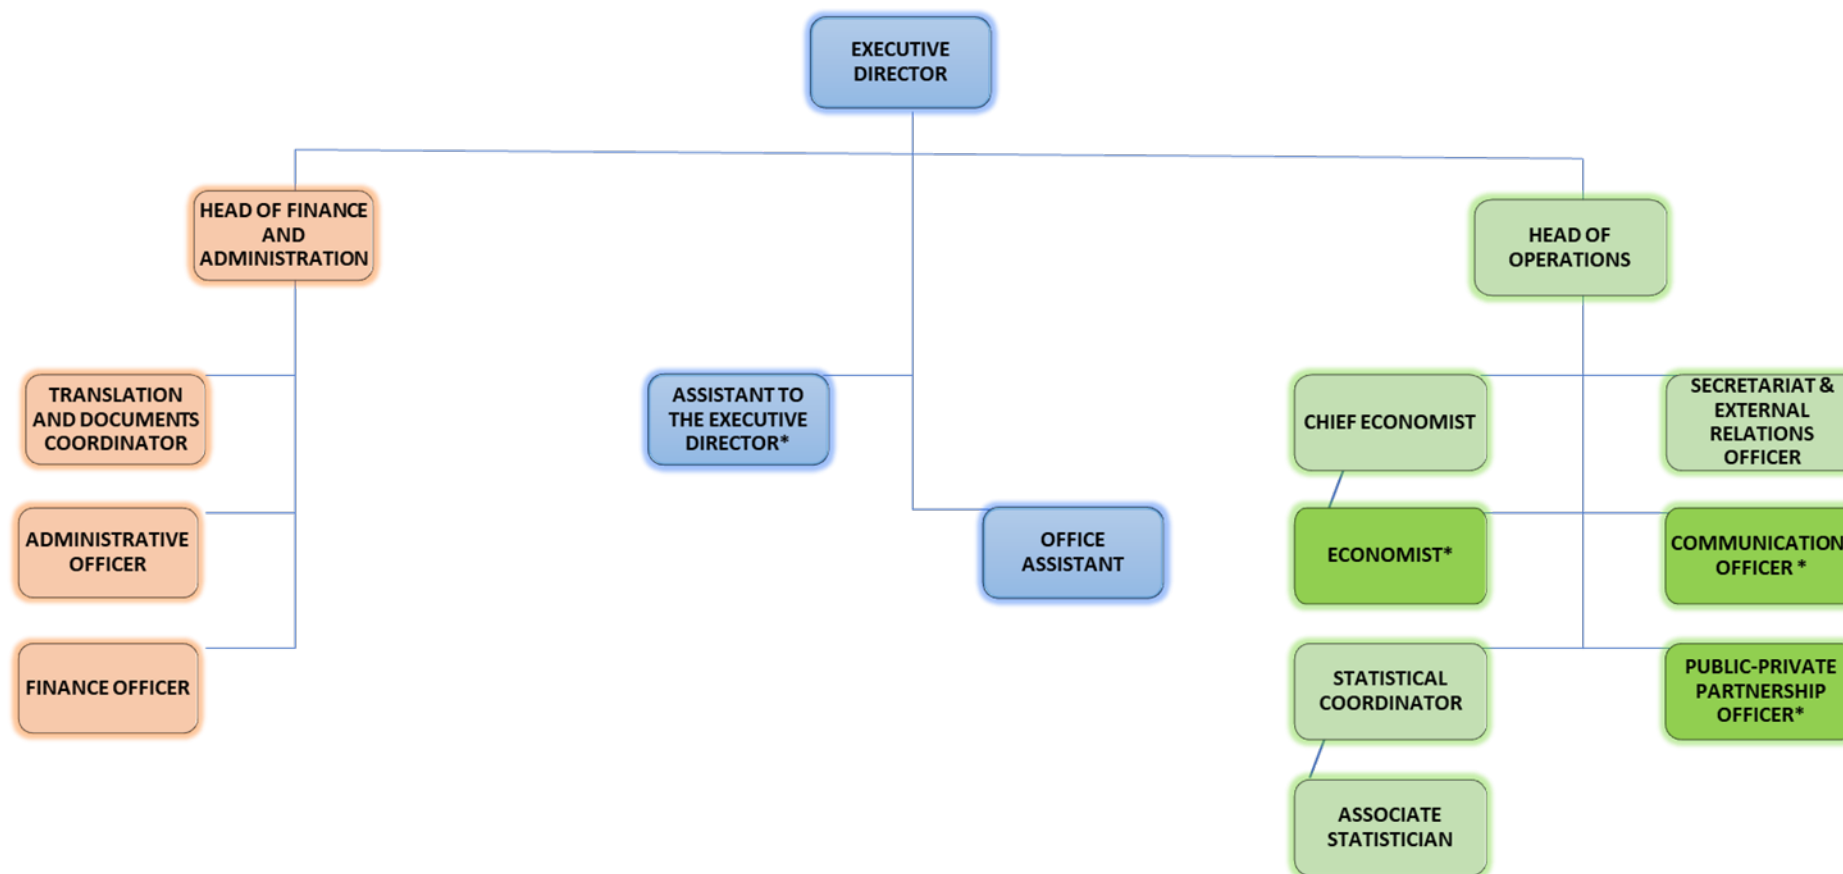 EXECUTIVE
DIRECTOR
HEAD OF FINANCE
AND
ADMINISTRATION
HEAD OF
OPERATIONS
TRANSLATION
AND DOCUMENTS
COORDINATOR
ASSISTANT TO
THE EXECUTIVE
DIRECTOR*
CHIEF ECONOMIST
SECRETARIAT &
EXTERNAL
RELATIONS
OFFICER
ADMINISTRATIVE
OFFICER
OFFICE
ASSISTANT
ECONOMIST*
COMMUNICATION
OFFICER *
FINANCE OFFICER
STATISTICAL
COORDINATOR
PUBLIC-PRIVATE
PARTNERSHIP
OFFICER*
ASSOCIATE
STATISTICIAN